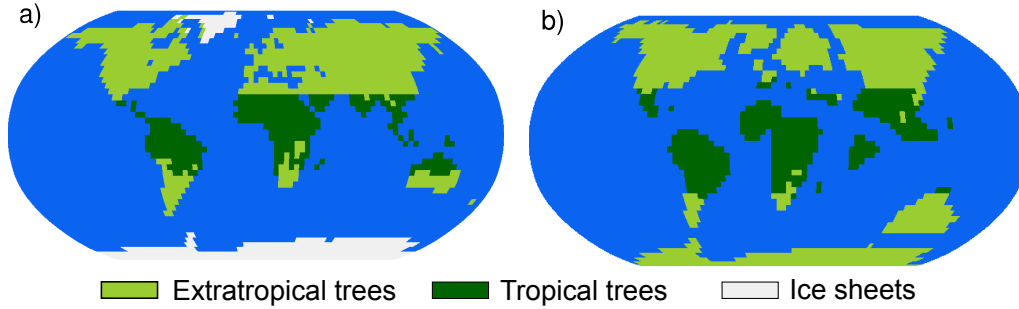 a)
b)
Extratropical trees
Tropical trees
Ice sheets